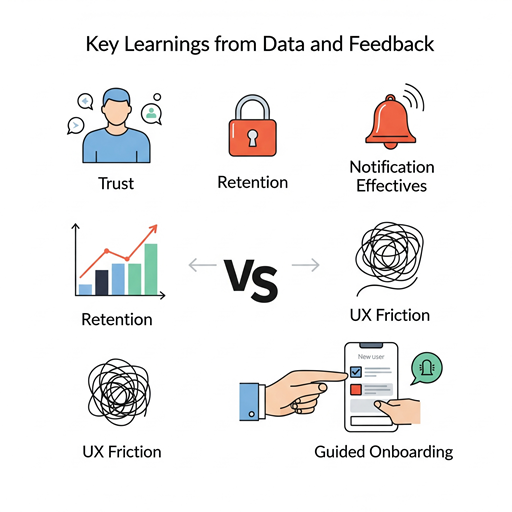 Key Learnings from Data and Feedback
Trust
Retention
Notification
Effectives
VS
Retention
UX Friction
New user
UX Friction
Guided Onboarding